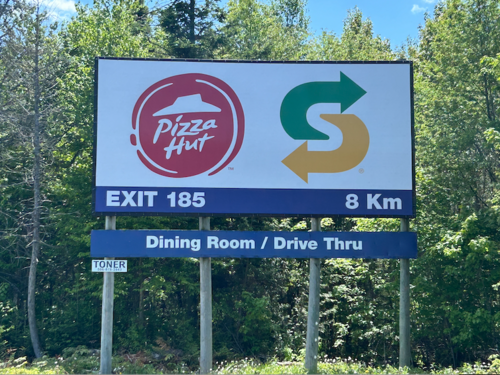 Pizza
Hut
EXIT 185
8 Km
Dining Room / Drive Thru
TONER